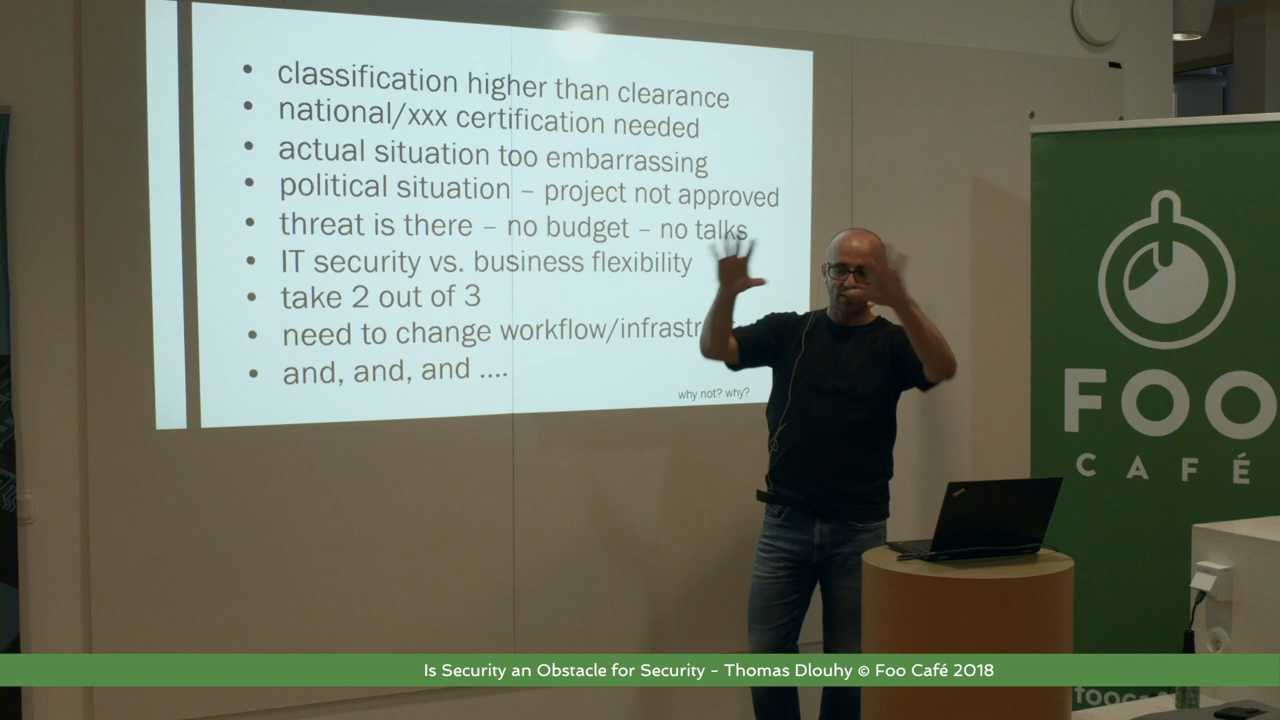 classification higher than clearance
national/xxx certification needed
actual situation too embarrassing
political situation – project not approved
threat is there – no budget – no talks
IT security vs. business flexibility
take 2 out of 3
need to change workflow/infrastr
and, and, and ....
why not? why?
FOO
CAFÉ
Is Security an Obstacle for Security - Thomas Dlouhy © Foo Café 2018